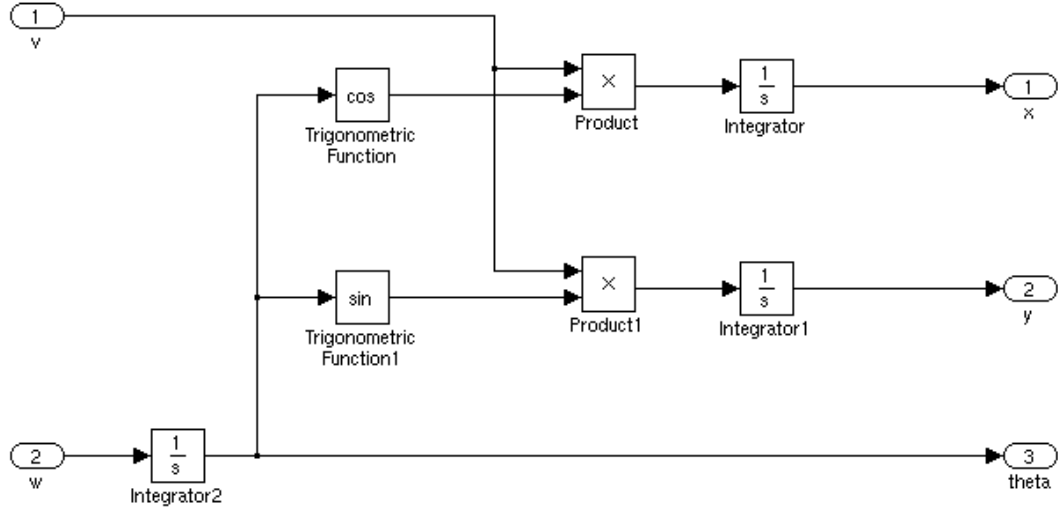 1
v
cos
Trigonometric
Function
×
Product
1
s
Integrator
1
x
sin
Trigonometric
Function1
×
Product1
1
s
Integrator1
2
y
2
w
1
s
Integrator2
3
theta